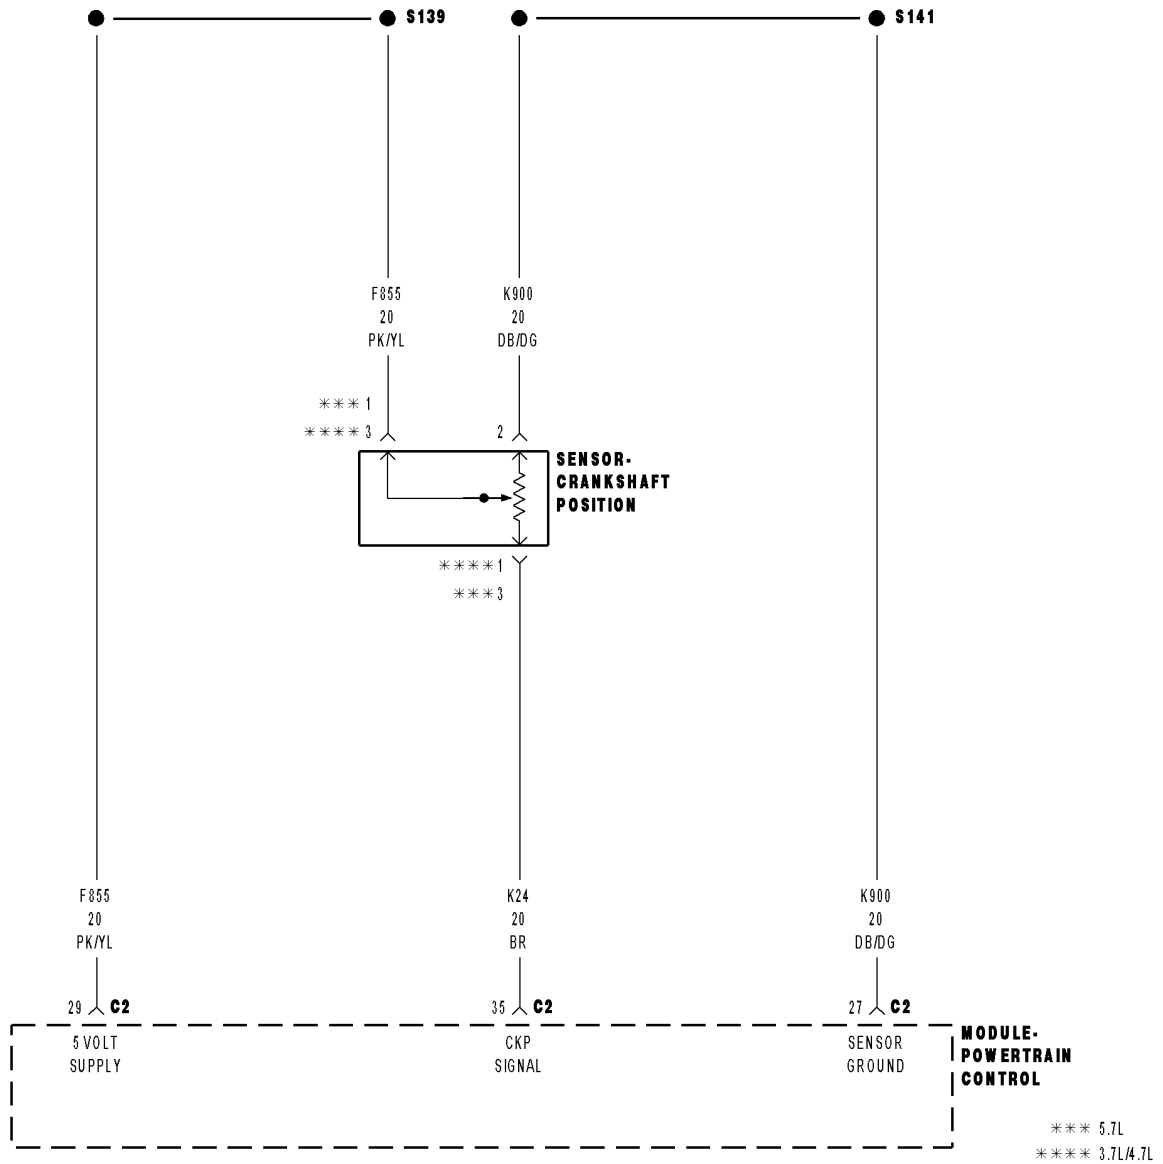 S139
S141
F855
20
PK/YL
K900
20
DB/DG
*** 1
**** 3
2
SENSOR-
CRANKSHAFT
POSITION
**** 1
*** 3
F855
20
PK/YL
K24
20
BR
K900
20
DB/DG
29 C2
35 C2
27 C2
5 VOLT
SUPPLY
CKP
SIGNAL
SENSOR
GROUND
MODULE-
POWERTRAIN
CONTROL
*** 5.7L
**** 3.7L/4.7L